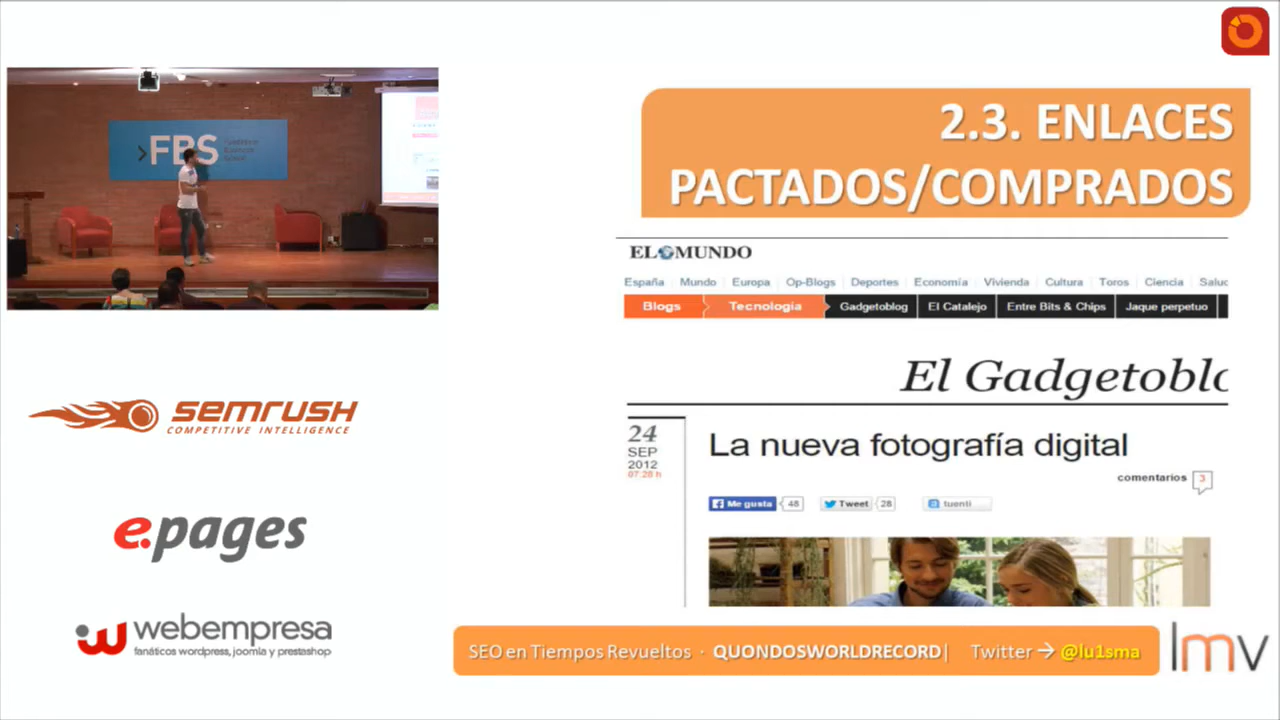 2.3. ENLACES
PACTADOS/COMPRADOS
FBS
EL MUNDO
España Mundo Europa Op-Blogs Deportes Economía Vivienda Cultura Toros Ciencia Saluc
Blogs Tecnología Gadgetoblog El Catalejo Entre Bits & Chips Jaque perpetuo
El Gadgetoblo
24
SEP
2012
07:28 h
La nueva fotografía digital
comentarios 3
Me gusta 48 Tweet 28 tuenti
semrush
COMPETITIVE INTELLIGENCE
e.pages
webempresa
fanáticos wordpress, joomla y prestashop
SEO en Tiempos Revueltos · QUONDOSWORLDRECORD| Twitter → @lu1sma
lmv